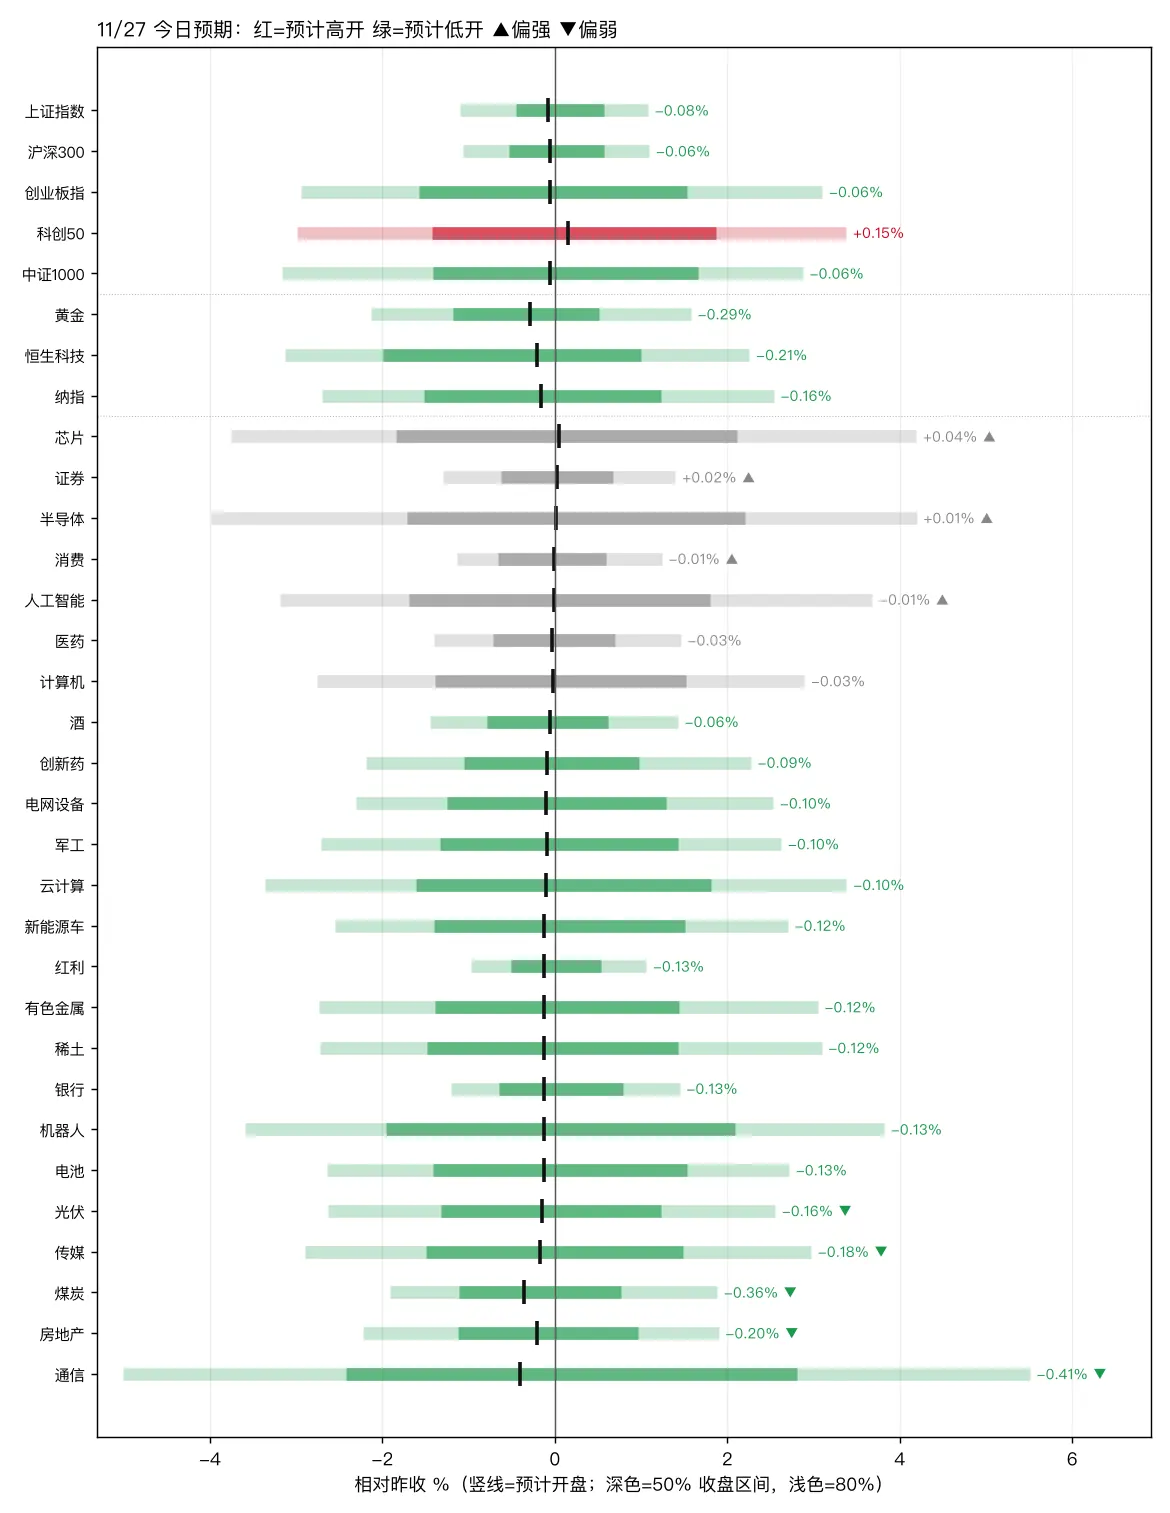 11/27 今日预期：红=预计高开 绿=预计低开 ▲偏强 ▼偏弱
上证指数 −0.08%
沪深300 −0.06%
创业板指 −0.06%
科创50 +0.15%
中证1000 −0.06%
黄金 −0.29%
恒生科技 −0.21%
纳指 −0.16%
芯片 +0.04% ▲
证券 +0.02% ▲
半导体 +0.01% ▲
消费 −0.01% ▲
人工智能 −0.01% ▲
医药 −0.03%
计算机 −0.03%
酒 −0.06%
创新药 −0.09%
电网设备 −0.10%
军工 −0.10%
云计算 −0.10%
新能源车 −0.12%
红利 −0.13%
有色金属 −0.12%
稀土 −0.12%
银行 −0.13%
机器人 −0.13%
电池 −0.13%
光伏 −0.16% ▼
传媒 −0.18% ▼
煤炭 −0.36% ▼
房地产 −0.20% ▼
通信 −0.41% ▼
−4 −2 0 2 4 6
相对昨收 %（竖线=预计开盘；深色=50% 收盘区间，浅色=80%）